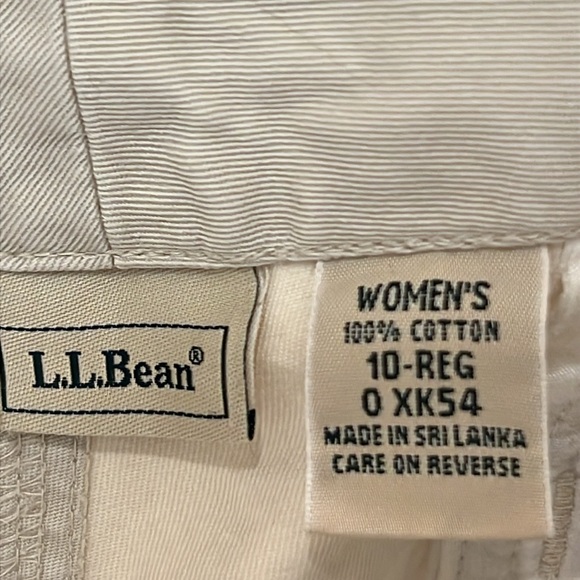 L.L.Bean®
WOMEN'S
100% COTTON
10-REG
0 XK54
MADE IN SRI LANKA
CARE ON REVERSE